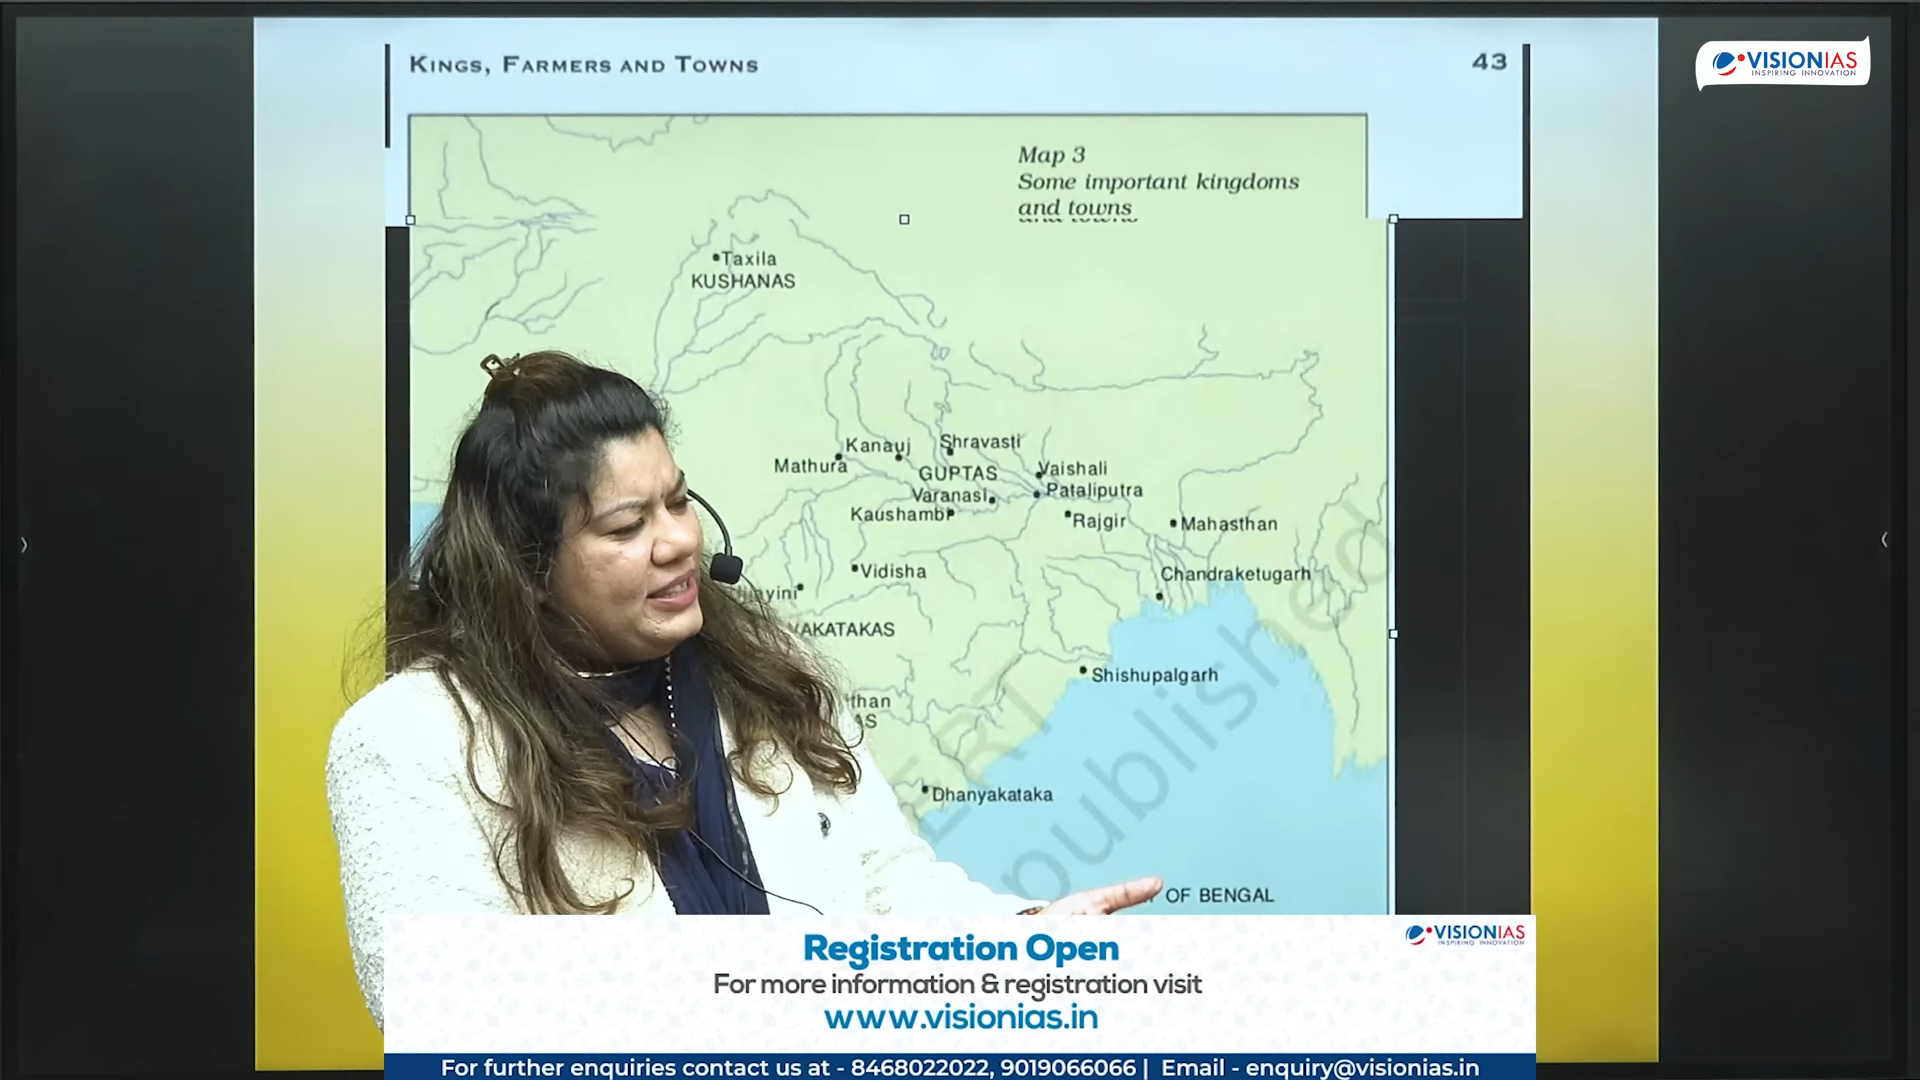 KINGS, FARMERS AND TOWNS
43
VISIONIAS
INSPIRING INNOVATION
Map 3
Some important kingdoms
and towns
Taxila
KUSHANAS
Kanauj
Shravasti
Mathura
GUPTAS
Vaishali
Varanasi
Pataliputra
Kaushambi
Rajgir
Mahasthan
Vidisha
Chandraketugarh
VAKATAKAS
Shishupalgarh
Dhanyakataka
OF BENGAL
published
Registration Open
VISIONIAS
INSPIRING INNOVATION
For more information & registration visit
www.visionias.in
For further enquiries contact us at - 8468022022, 9019066066 | Email - enquiry@visionias.in